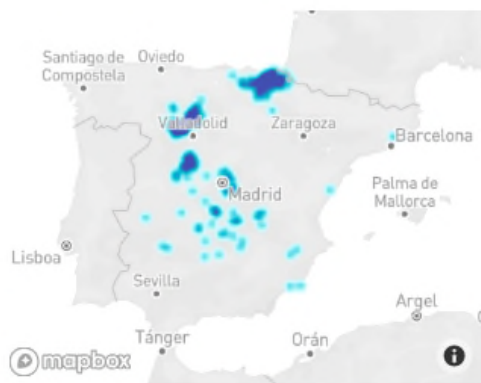 Santiago de
Compostela
Oviedo
Valladolid
Zaragoza
Barcelona
Madrid
Palma de
Mallorca
Lisboa
Sevilla
Argel
Tánger
Orán
mapbox
i